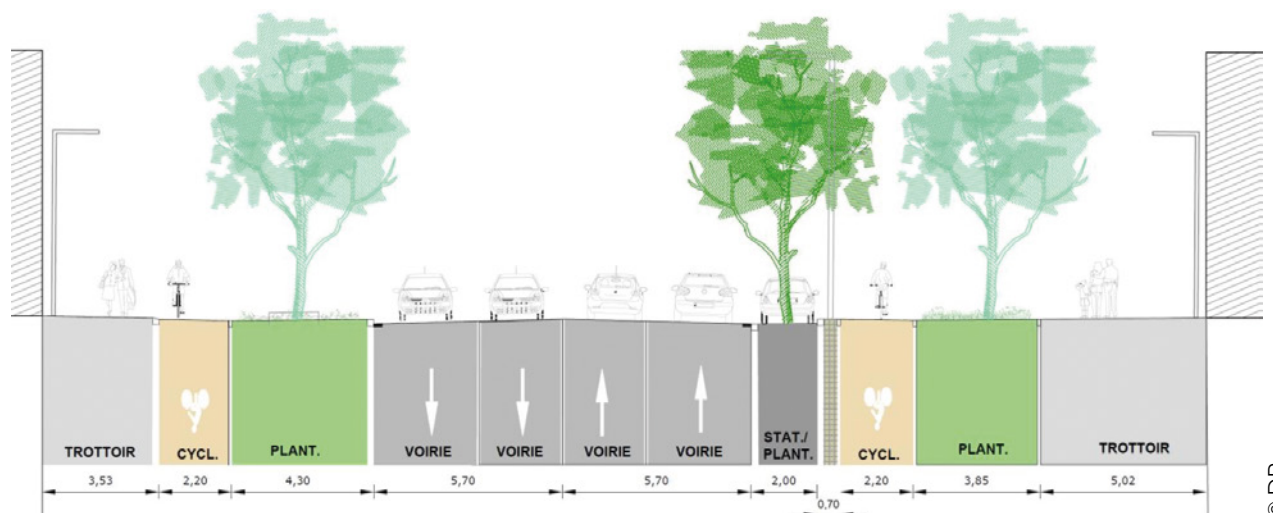 STAT./
TROTTOIR CYCL. PLANT. VOIRIE VOIRIE VOIRIE VOIRIE PLANT. CYCL. PLANT. TROTTOIR
3,53 2,20 4,30 5,70 5,70 2,00 2,20 3,85 5,02
0,70
© D.R.